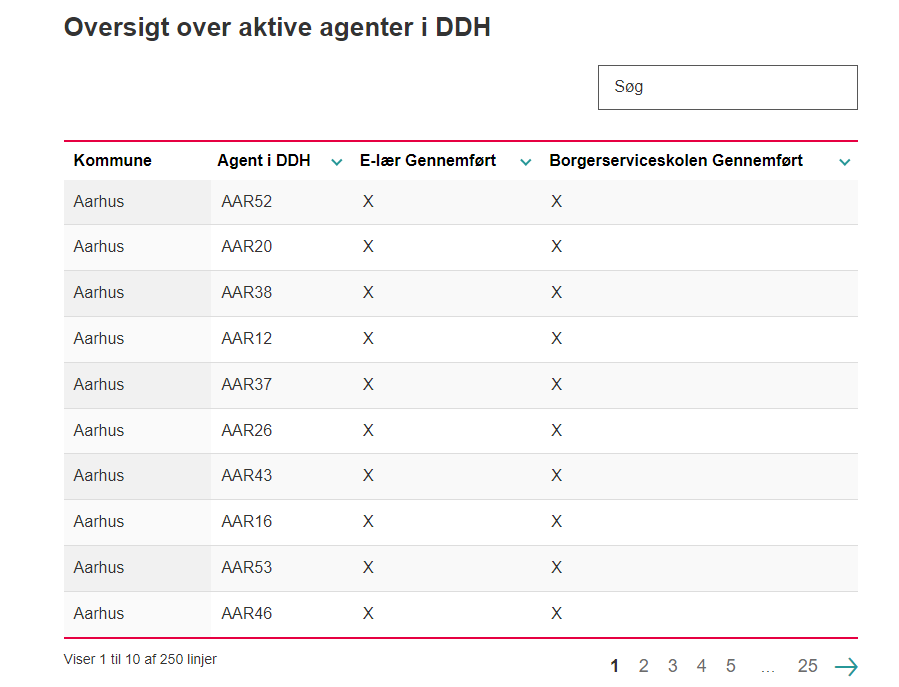 Oversigt over aktive agenter i DDH
Søg
Kommune Agent i DDH E-lær Gennemført Borgerserviceskolen Gennemført
Aarhus AAR52 X X
Aarhus AAR20 X X
Aarhus AAR38 X X
Aarhus AAR12 X X
Aarhus AAR37 X X
Aarhus AAR26 X X
Aarhus AAR43 X X
Aarhus AAR16 X X
Aarhus AAR53 X X
Aarhus AAR46 X X
Viser 1 til 10 af 250 linjer
1 2 3 4 5 ... 25